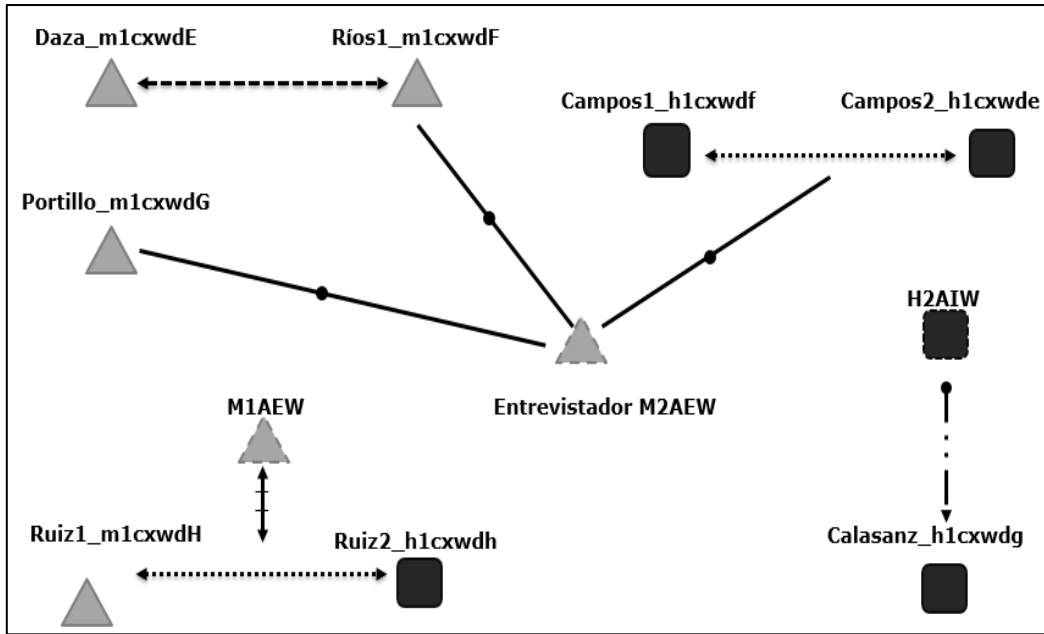 Daza_m1cxwdE
Ríos1_m1cxwdF
Campos1_h1cxwdf
Campos2_h1cxwde
Portillo_m1cxwdG
H2AIW
M1AEW
Entrevistador M2AEW
Ruiz1_m1cxwdH
Ruiz2_h1cxwdh
Calasanz_h1cxwdg